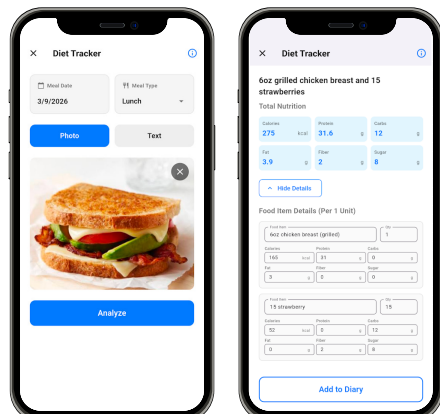 Diet Tracker
Meal Date
3/9/2026
Meal Type
Lunch
Photo
Text
Analyze
Diet Tracker
6oz grilled chicken breast and 15
strawberries
Total Nutrition
Calories
275 kcal
Protein
31.6 g
Carbs
12 g
Fat
3.9 g
Fiber
2 g
Sugar
8 g
Hide Details
Food Item Details (Per 1 Unit)
Food Item
6oz chicken breast (grilled)
Qty
1
Calories
165 kcal
Protein
31 g
Carbs
0 g
Fat
3 g
Fiber
0 g
Sugar
0 g
Food Item
15 strawberry
Qty
15
Calories
52 kcal
Protein
0 g
Carbs
12 g
Fat
0 g
Fiber
2 g
Sugar
8 g
Add to Diary